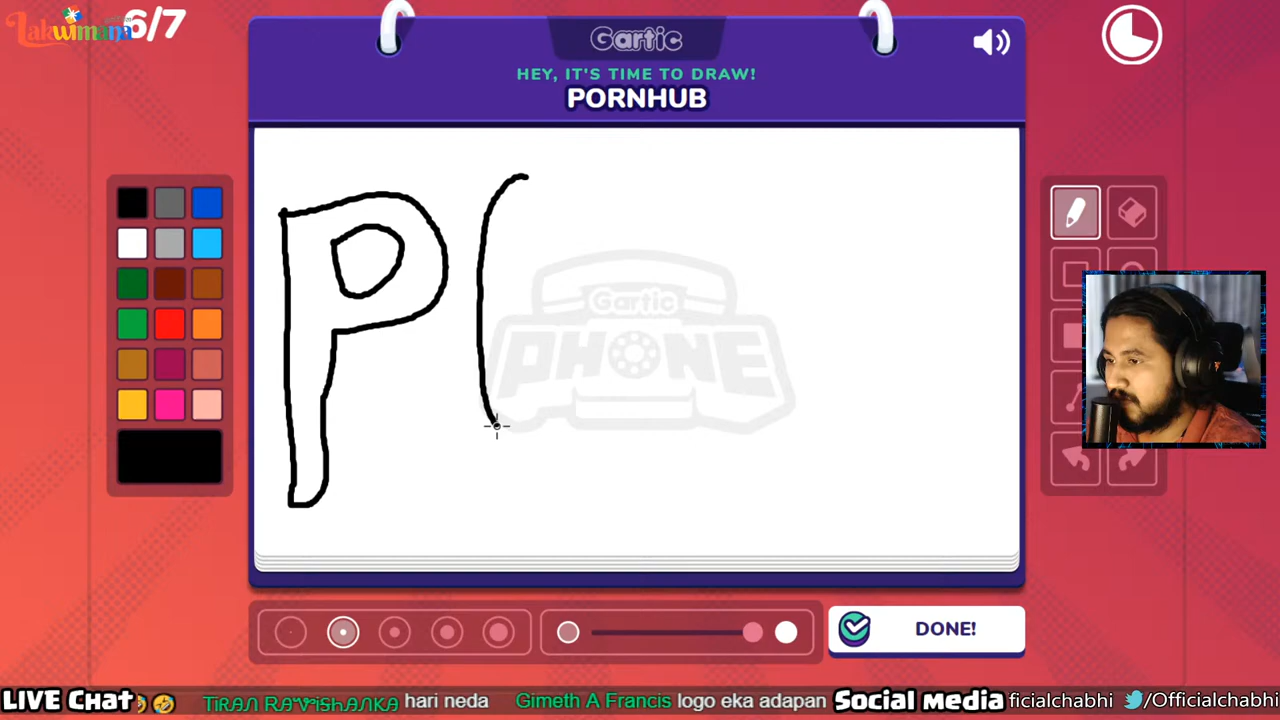 Lakwimana
6/7
Gartic
HEY, IT'S TIME TO DRAW!
PORNHUB
P
Gartic
PHONE
DONE!
LIVE CHAT TIRAN RAVISHANKA hari neda Gimeth A Francis logo eka adapan SOCIAL MEDIA ficialchabhi /Officialchabhi